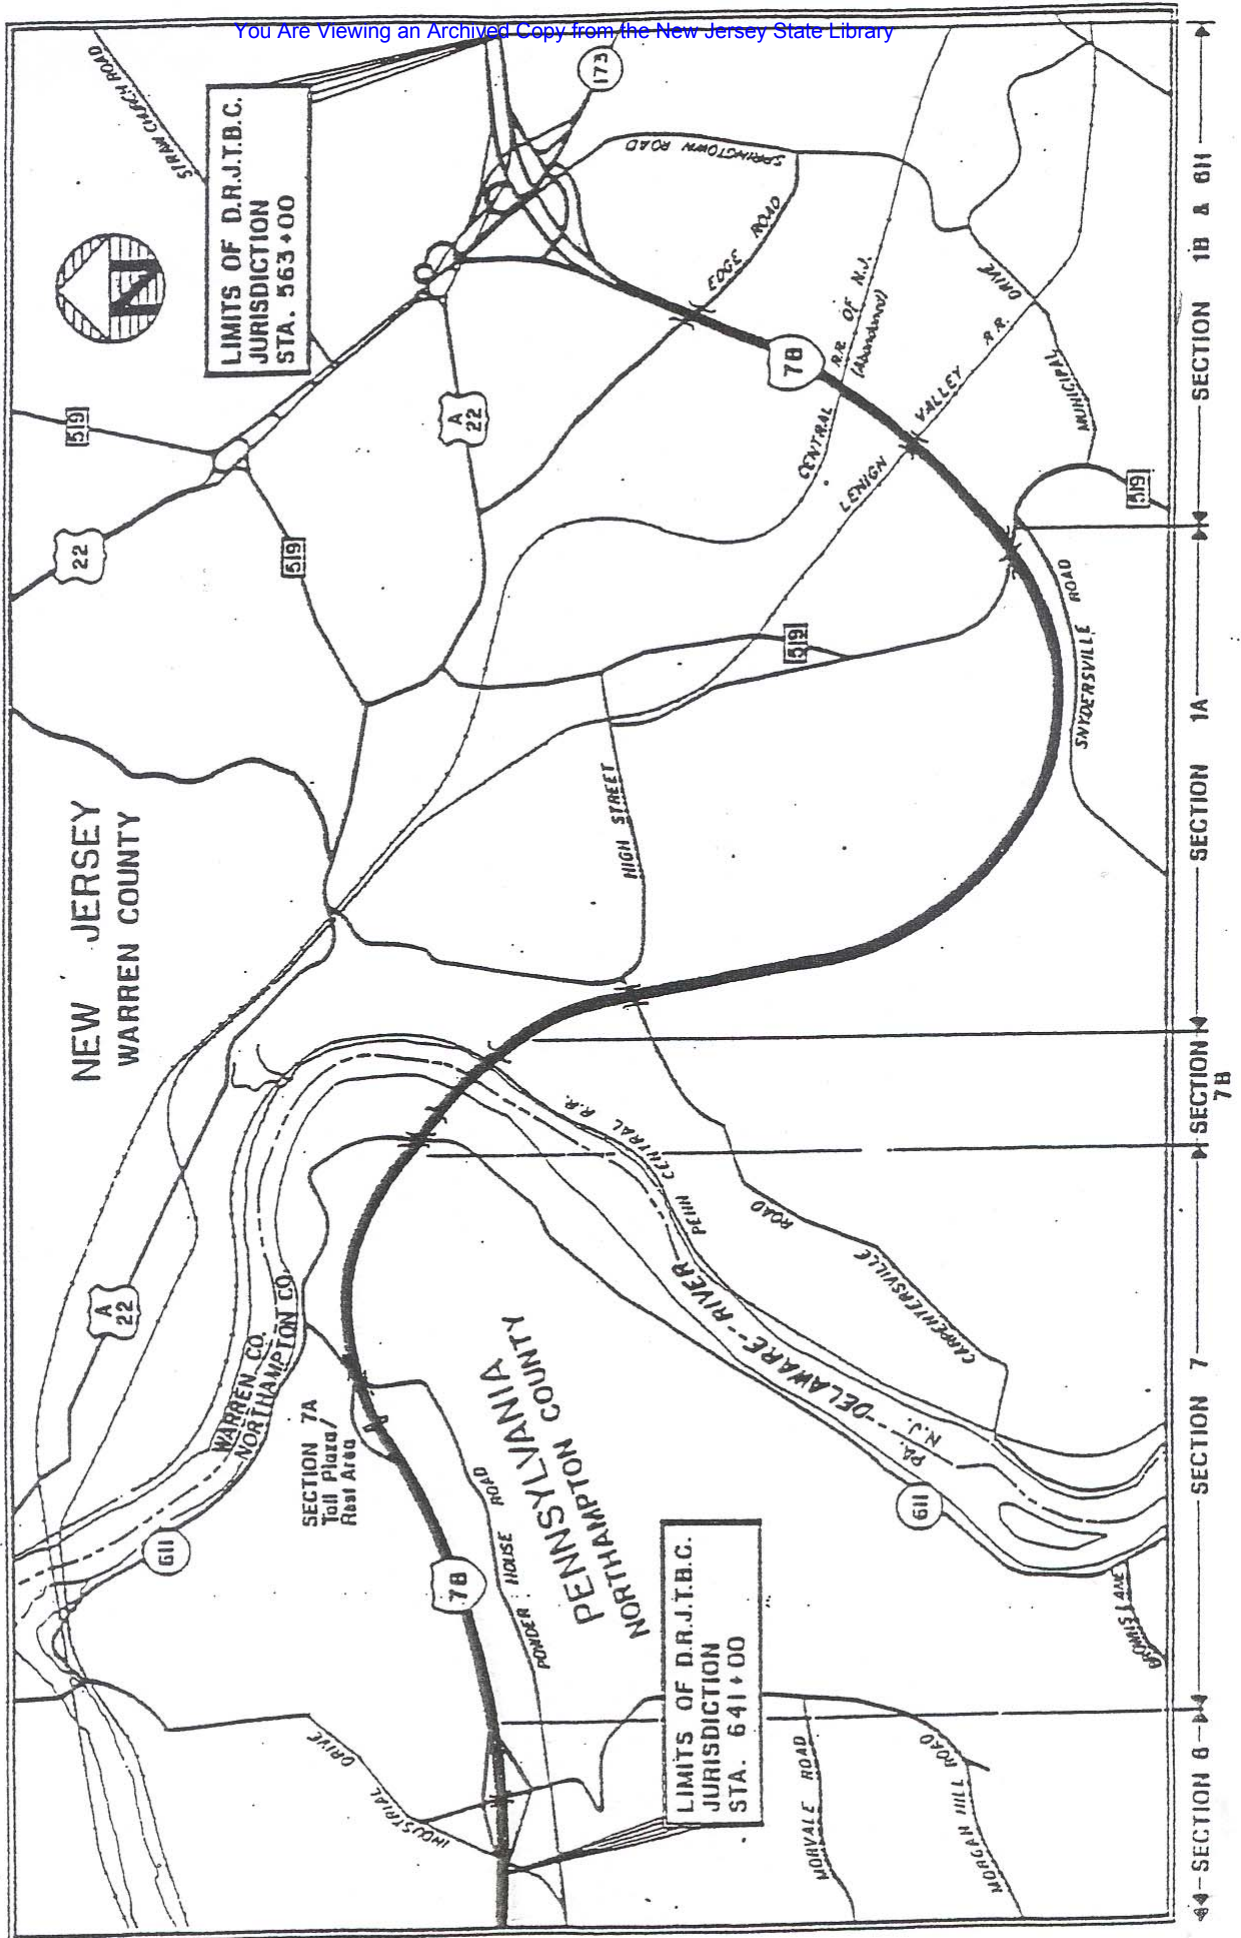 You Are Viewing an Archived Copy from the New Jersey State Library
STRAW CHURCH ROAD
LIMITS OF D.R.J.T.B.C.
JURISDICTION
STA. 563+00
173
N
SPRINGTOWN ROAD
EDGE ROAD
78
CENTRAL R.R. OF N.J.
(Abandoned)
LEHIGH VALLEY R.R.
MUNICIPAL DRIVE
519
519
519
519
22
A
22
SNYDERSVILLE ROAD
HIGH STREET
NEW JERSEY
WARREN COUNTY
PENN CENTRAL R.R.
CARPENTERSVILLE ROAD
DELAWARE RIVER
PA.
N.J.
A
22
WARREN CO.
NORTHAMPTON CO.
SECTION 7A
Toll Plaza/
Rest Area
611
611
78
POWDER HOUSE ROAD
PENNSYLVANIA
NORTHAMPTON COUNTY
BROWNS LANE
LIMITS OF D.R.J.T.B.C.
JURISDICTION
STA. 641+00
INDUSTRIAL DRIVE
MORVALE ROAD
MORGAN HILL ROAD
SECTION 6
SECTION 7
SECTION
7B
SECTION 1A
SECTION 1B & 6H